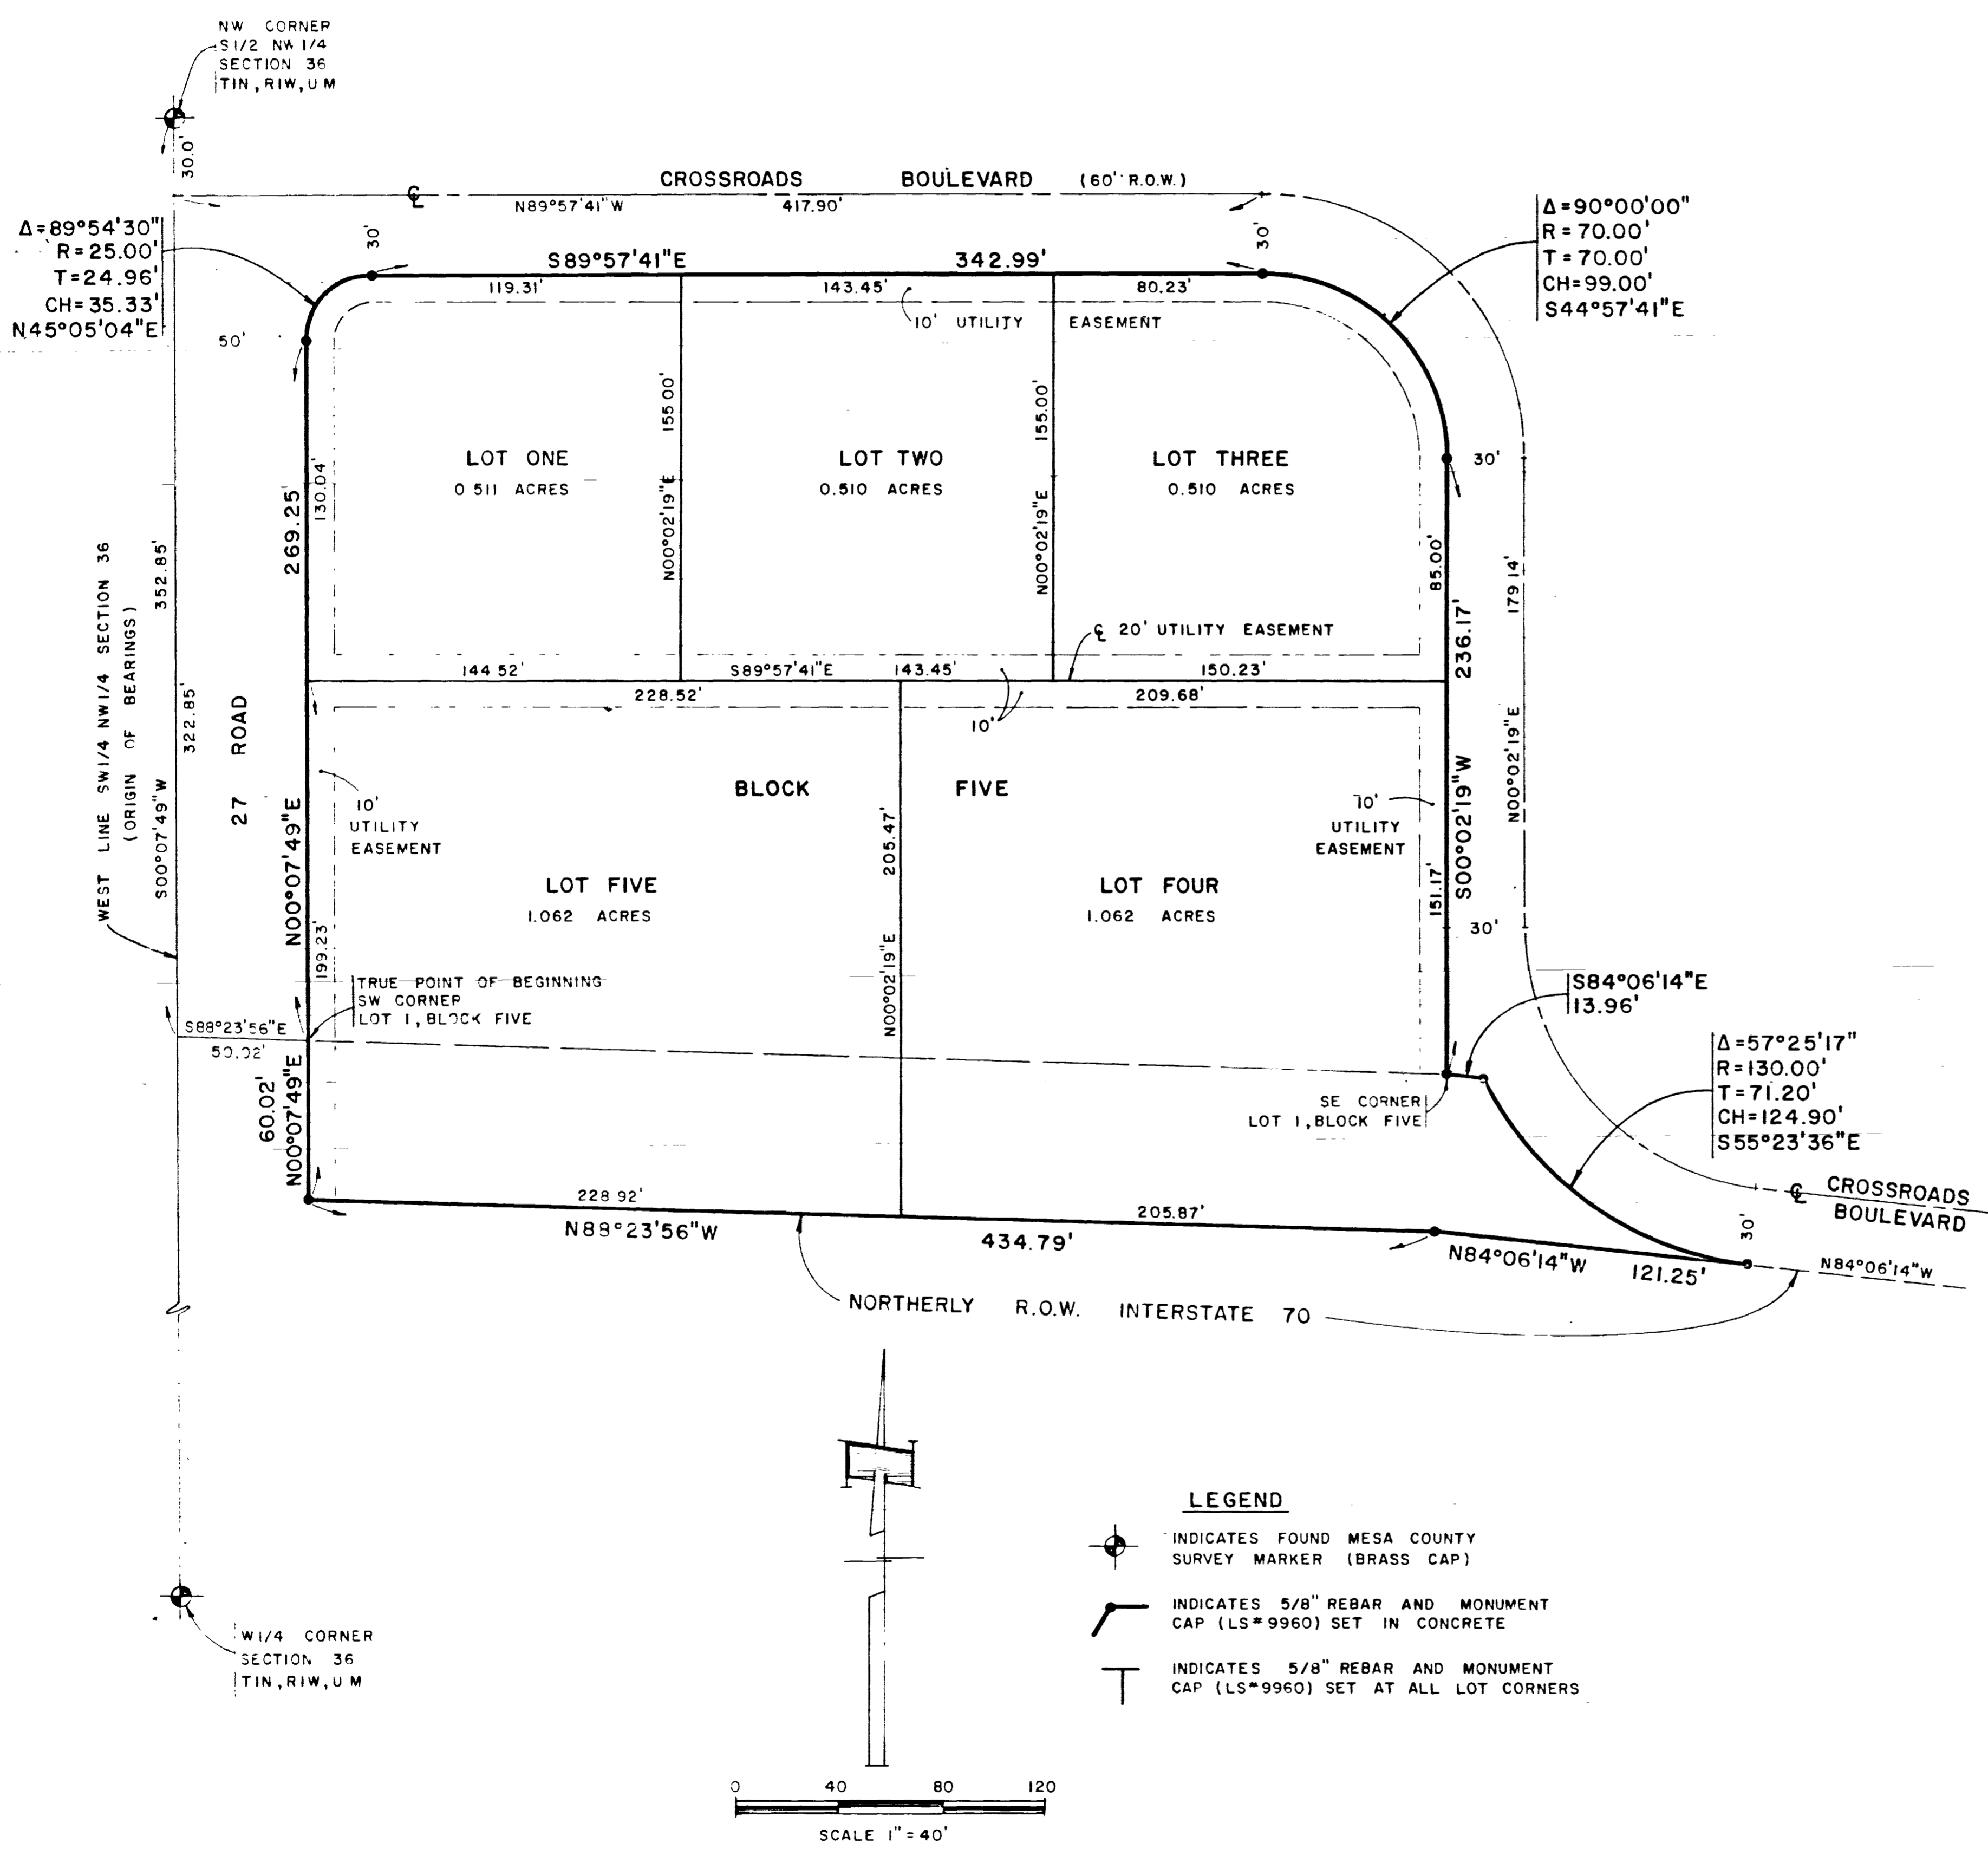 NW CORNER
S1/2 NW1/4
SECTION 36
T1N, R1W, U M
30.0'
CROSSROADS BOULEVARD (60' R.O.W.)
℄
N89°57'41"W 417.90'
Δ=89°54'30"
R=25.00'
T=24.96'
CH=35.33'
N45°05'04"E
50'
30'
S89°57'41"E 342.99'
30'
119.31' 143.45' 80.23'
10' UTILITY EASEMENT
Δ=90°00'00"
R=70.00'
T=70.00'
CH=99.00'
S44°57'41"E
155.00'
N00°02'19"E
155.00'
N00°02'19"E
LOT ONE
0.511 ACRES
LOT TWO
0.510 ACRES
LOT THREE
0.510 ACRES
30'
130.04'
269.25'
85.00'
236.17'
179.14'
N00°02'19"E
WEST LINE SW1/4 NW1/4 SECTION 36
(ORIGIN OF BEARINGS)
S00°07'49"W
352.85'
322.85'
27 ROAD
℄ 20' UTILITY EASEMENT
144.52' S89°57'41"E 143.45' 150.23'
228.52' 209.68'
10'
BLOCK FIVE
10'
UTILITY
EASEMENT
10'
UTILITY
EASEMENT
N00°07'49"E
199.23'
205.47'
N00°02'19"E
S00°02'19"W
151.17'
LOT FIVE
1.062 ACRES
LOT FOUR
1.062 ACRES
30'
TRUE POINT OF BEGINNING
SW CORNER
LOT 1, BLOCK FIVE
S88°23'56"E
50.02'
60.02'
N00°07'49"E
S84°06'14"E
13.96'
SE CORNER
LOT 1, BLOCK FIVE
Δ=57°25'17"
R=130.00'
T=71.20'
CH=124.90'
S55°23'36"E
℄ CROSSROADS
BOULEVARD
30'
228.92' 205.87'
N88°23'56"W 434.79'
N84°06'14"W 121.25'
N84°06'14"W
NORTHERLY R.O.W. INTERSTATE 70
W1/4 CORNER
SECTION 36
T1N, R1W, U M
LEGEND
INDICATES FOUND MESA COUNTY
SURVEY MARKER (BRASS CAP)
INDICATES 5/8" REBAR AND MONUMENT
CAP (LS#9960) SET IN CONCRETE
INDICATES 5/8" REBAR AND MONUMENT
CAP (LS#9960) SET AT ALL LOT CORNERS
0 40 80 120
SCALE 1" = 40'